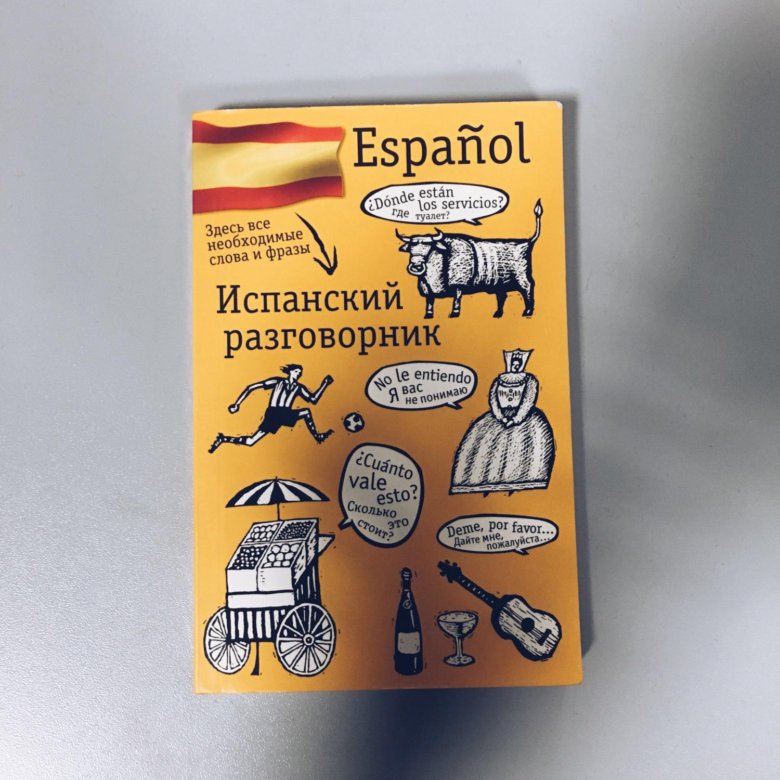 Español
¿Dónde están
los servicios?
где туалет?
Здесь все
необходимые
слова и фразы
Испанский
разговорник
No le entiendo
Я вас
не понимаю
¿Cuánto
vale
esto?
Сколько
это
стоит?
Deme, por favor...
Дайте мне,
пожалуйста...